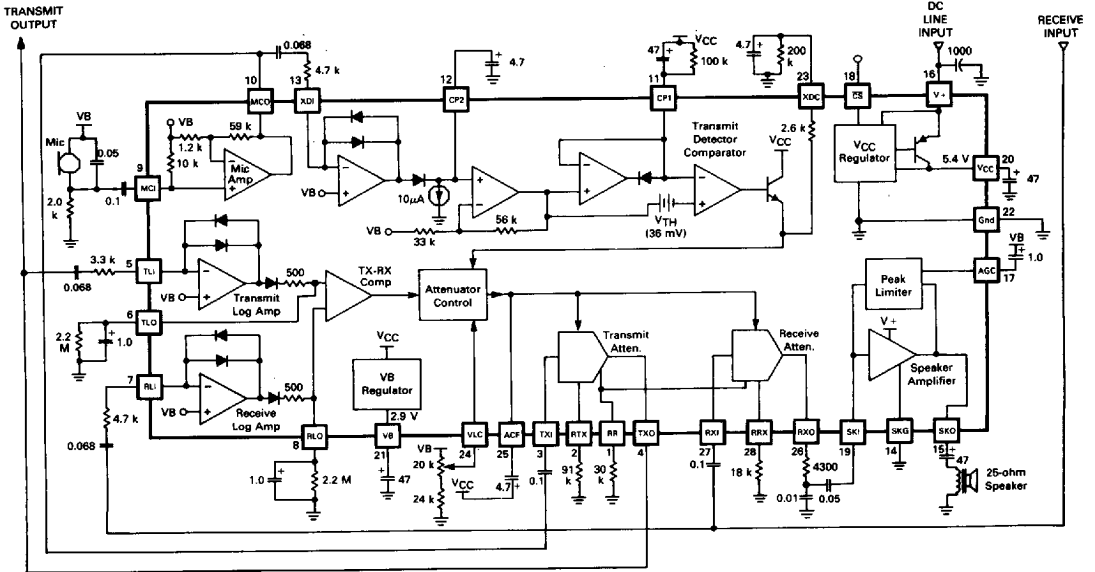 TRANSMIT OUTPUT
DC LINE INPUT
RECEIVE INPUT
0.068
4.7 k
10
13
MCO
XDI
12
4.7
CP2
47
VCC
100 k
11
CP1
4.7
200 k
23
XDC
18
CS
1000
16
V+
VB
Mic
0.05
2.0 k
0.1
9
MCI
VB
1.2 k
59 k
10 k
Mic Amp
VB
10µA
VB
33 k
56 k
VTH
(36 mV)
Transmit Detector Comparator
VCC
2.6 k
VCC Regulator
5.4 V
20
VCC
47
Gnd
22
VB
1.0
AGC
17
3.3 k
0.068
5
TLI
VB
Transmit Log Amp
500
TX-RX Comp
Attenuator Control
6
TLO
2.2 M
1.0
7
RLI
4.7 k
0.068
VB
Receive Log Amp
500
VCC
VB Regulator
2.9 V
Transmit Atten.
Receive Atten.
Peak Limiter
V+
Speaker Amplifier
RLO
8
VB
21
VLC
24
ACF
25
TXI
3
RTX
2
RR
1
TXO
4
RXI
27
RRX
28
RXO
26
SKI
19
SKG
14
SKO
15
1.0
2.2 M
47
VB
20 k
24 k
VCC
4.7
0.1
91 k
30 k
0.1
18 k
4300
0.01
0.05
47
25-ohm Speaker